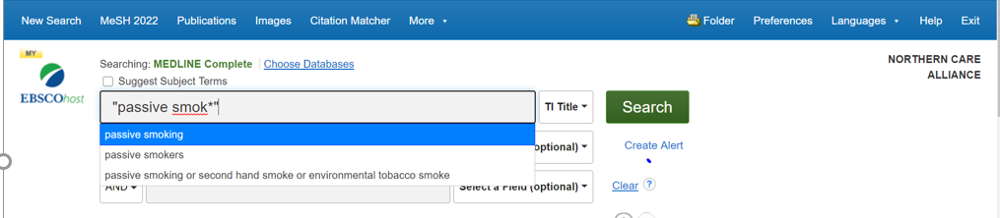 New Search MeSH 2022 Publications Images Citation Matcher More Folder Preferences Languages Help Exit
MY
EBSCOhost
Searching: MEDLINE Complete Choose Databases
Suggest Subject Terms
NORTHERN CARE
ALLIANCE
"passive smok*" TI Title Search
passive smoking
optional) Create Alert
passive smokers
passive smoking or second hand smoke or environmental tobacco smoke
AND Select a Field (optional) Clear ?